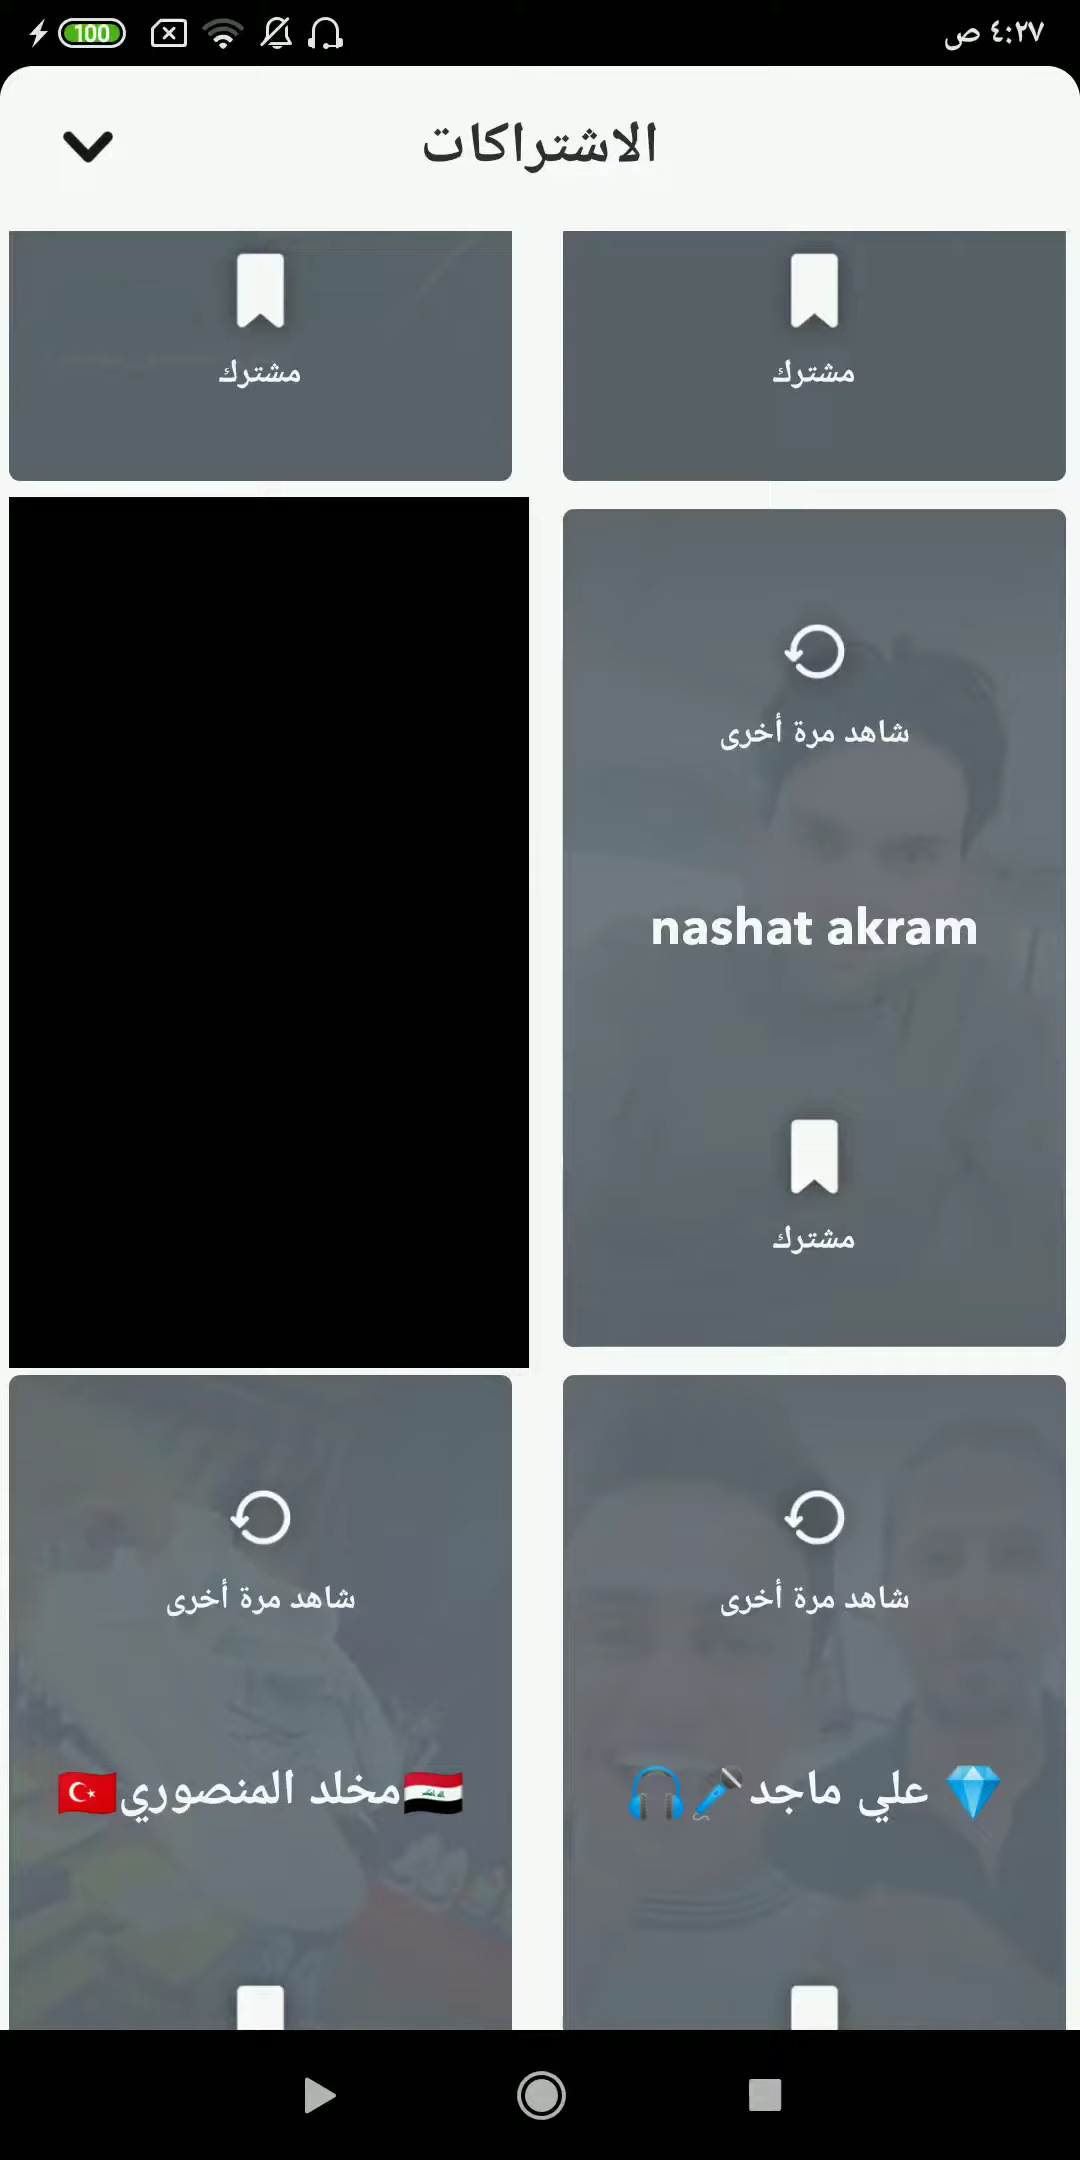 100
٤:٢٧ ص
الاشتراكات
مشترك
مشترك
شاهد مرة أخرى
nashat akram
مشترك
شاهد مرة أخرى
شاهد مرة أخرى
💎 علي ماجد🎤🎧
🇮🇶مخلد المنصوري🇹🇷